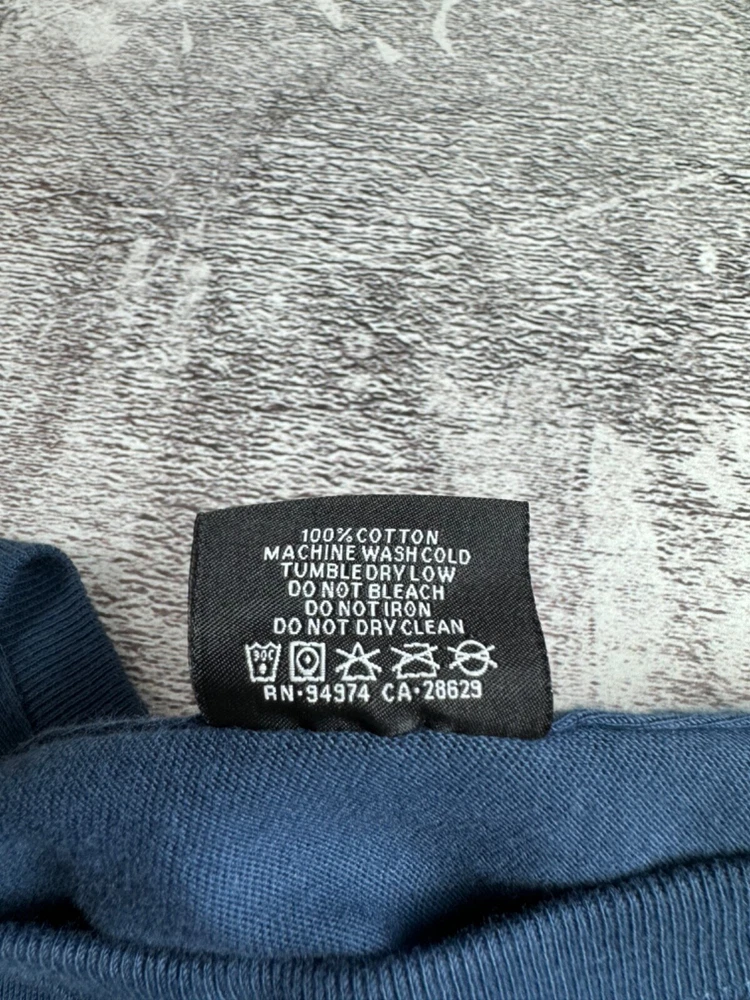 100% COTTON
MACHINE WASH COLD
TUMBLE DRY LOW
DO NOT BLEACH
DO NOT IRON
DO NOT DRY CLEAN
30C
RN·94974 CA·28629